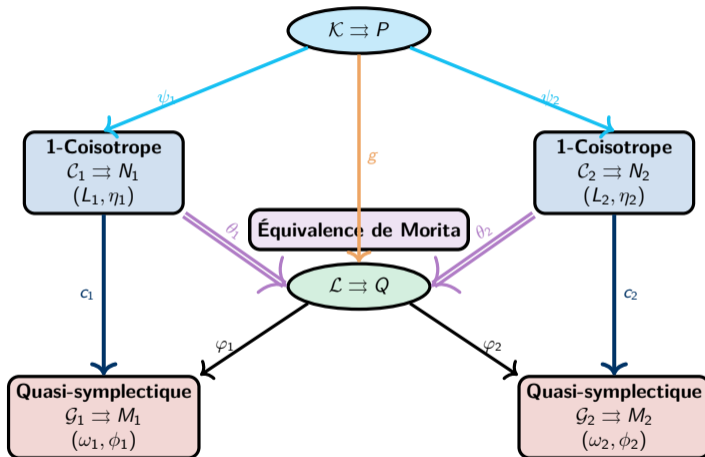 𝒦 ⇉ P
ψ₁
ψ₂
1-Coisotrope
𝒞₁ ⇉ N₁
(L₁, η₁)
1-Coisotrope
𝒞₂ ⇉ N₂
(L₂, η₂)
g
θ₁
Équivalence de Morita
θ₂
ℒ ⇉ Q
c₁
c₂
φ₁
φ₂
Quasi-symplectique
𝒢₁ ⇉ M₁
(ω₁, ϕ₁)
Quasi-symplectique
𝒢₂ ⇉ M₂
(ω₂, ϕ₂)